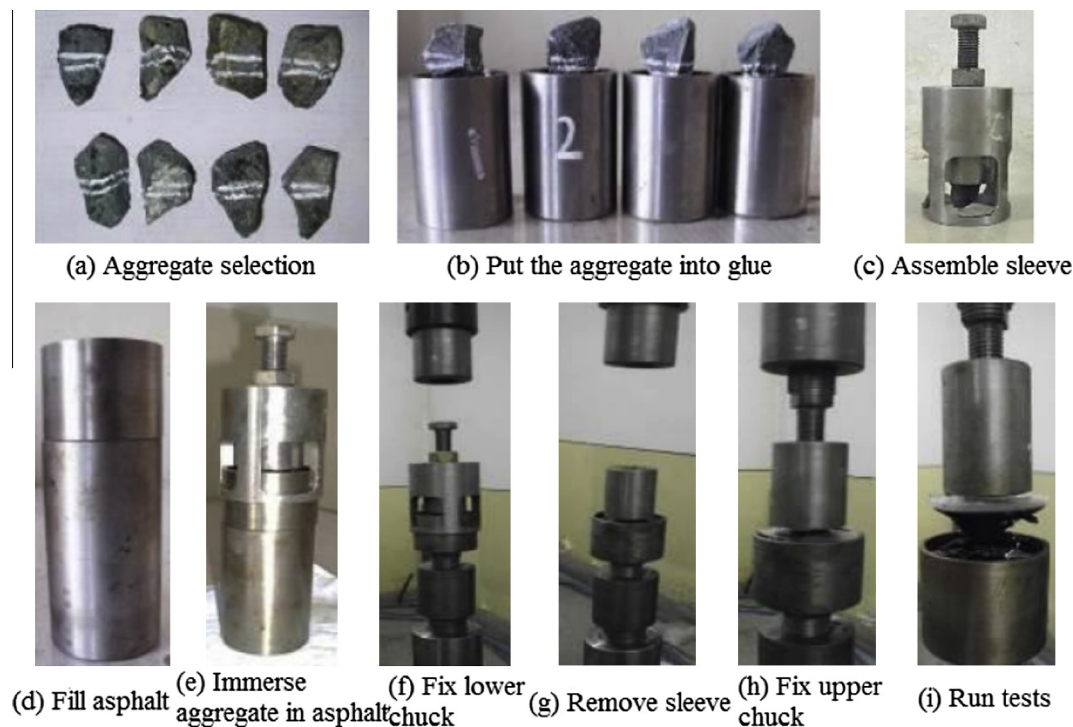 (a) Aggregate selection
1
2
(b) Put the aggregate into glue
(c) Assemble sleeve
(d) Fill asphalt
(e) Immerse
aggregate in asphalt
(f) Fix lower
chuck
(g) Remove sleeve
(h) Fix upper
chuck
(i) Run tests